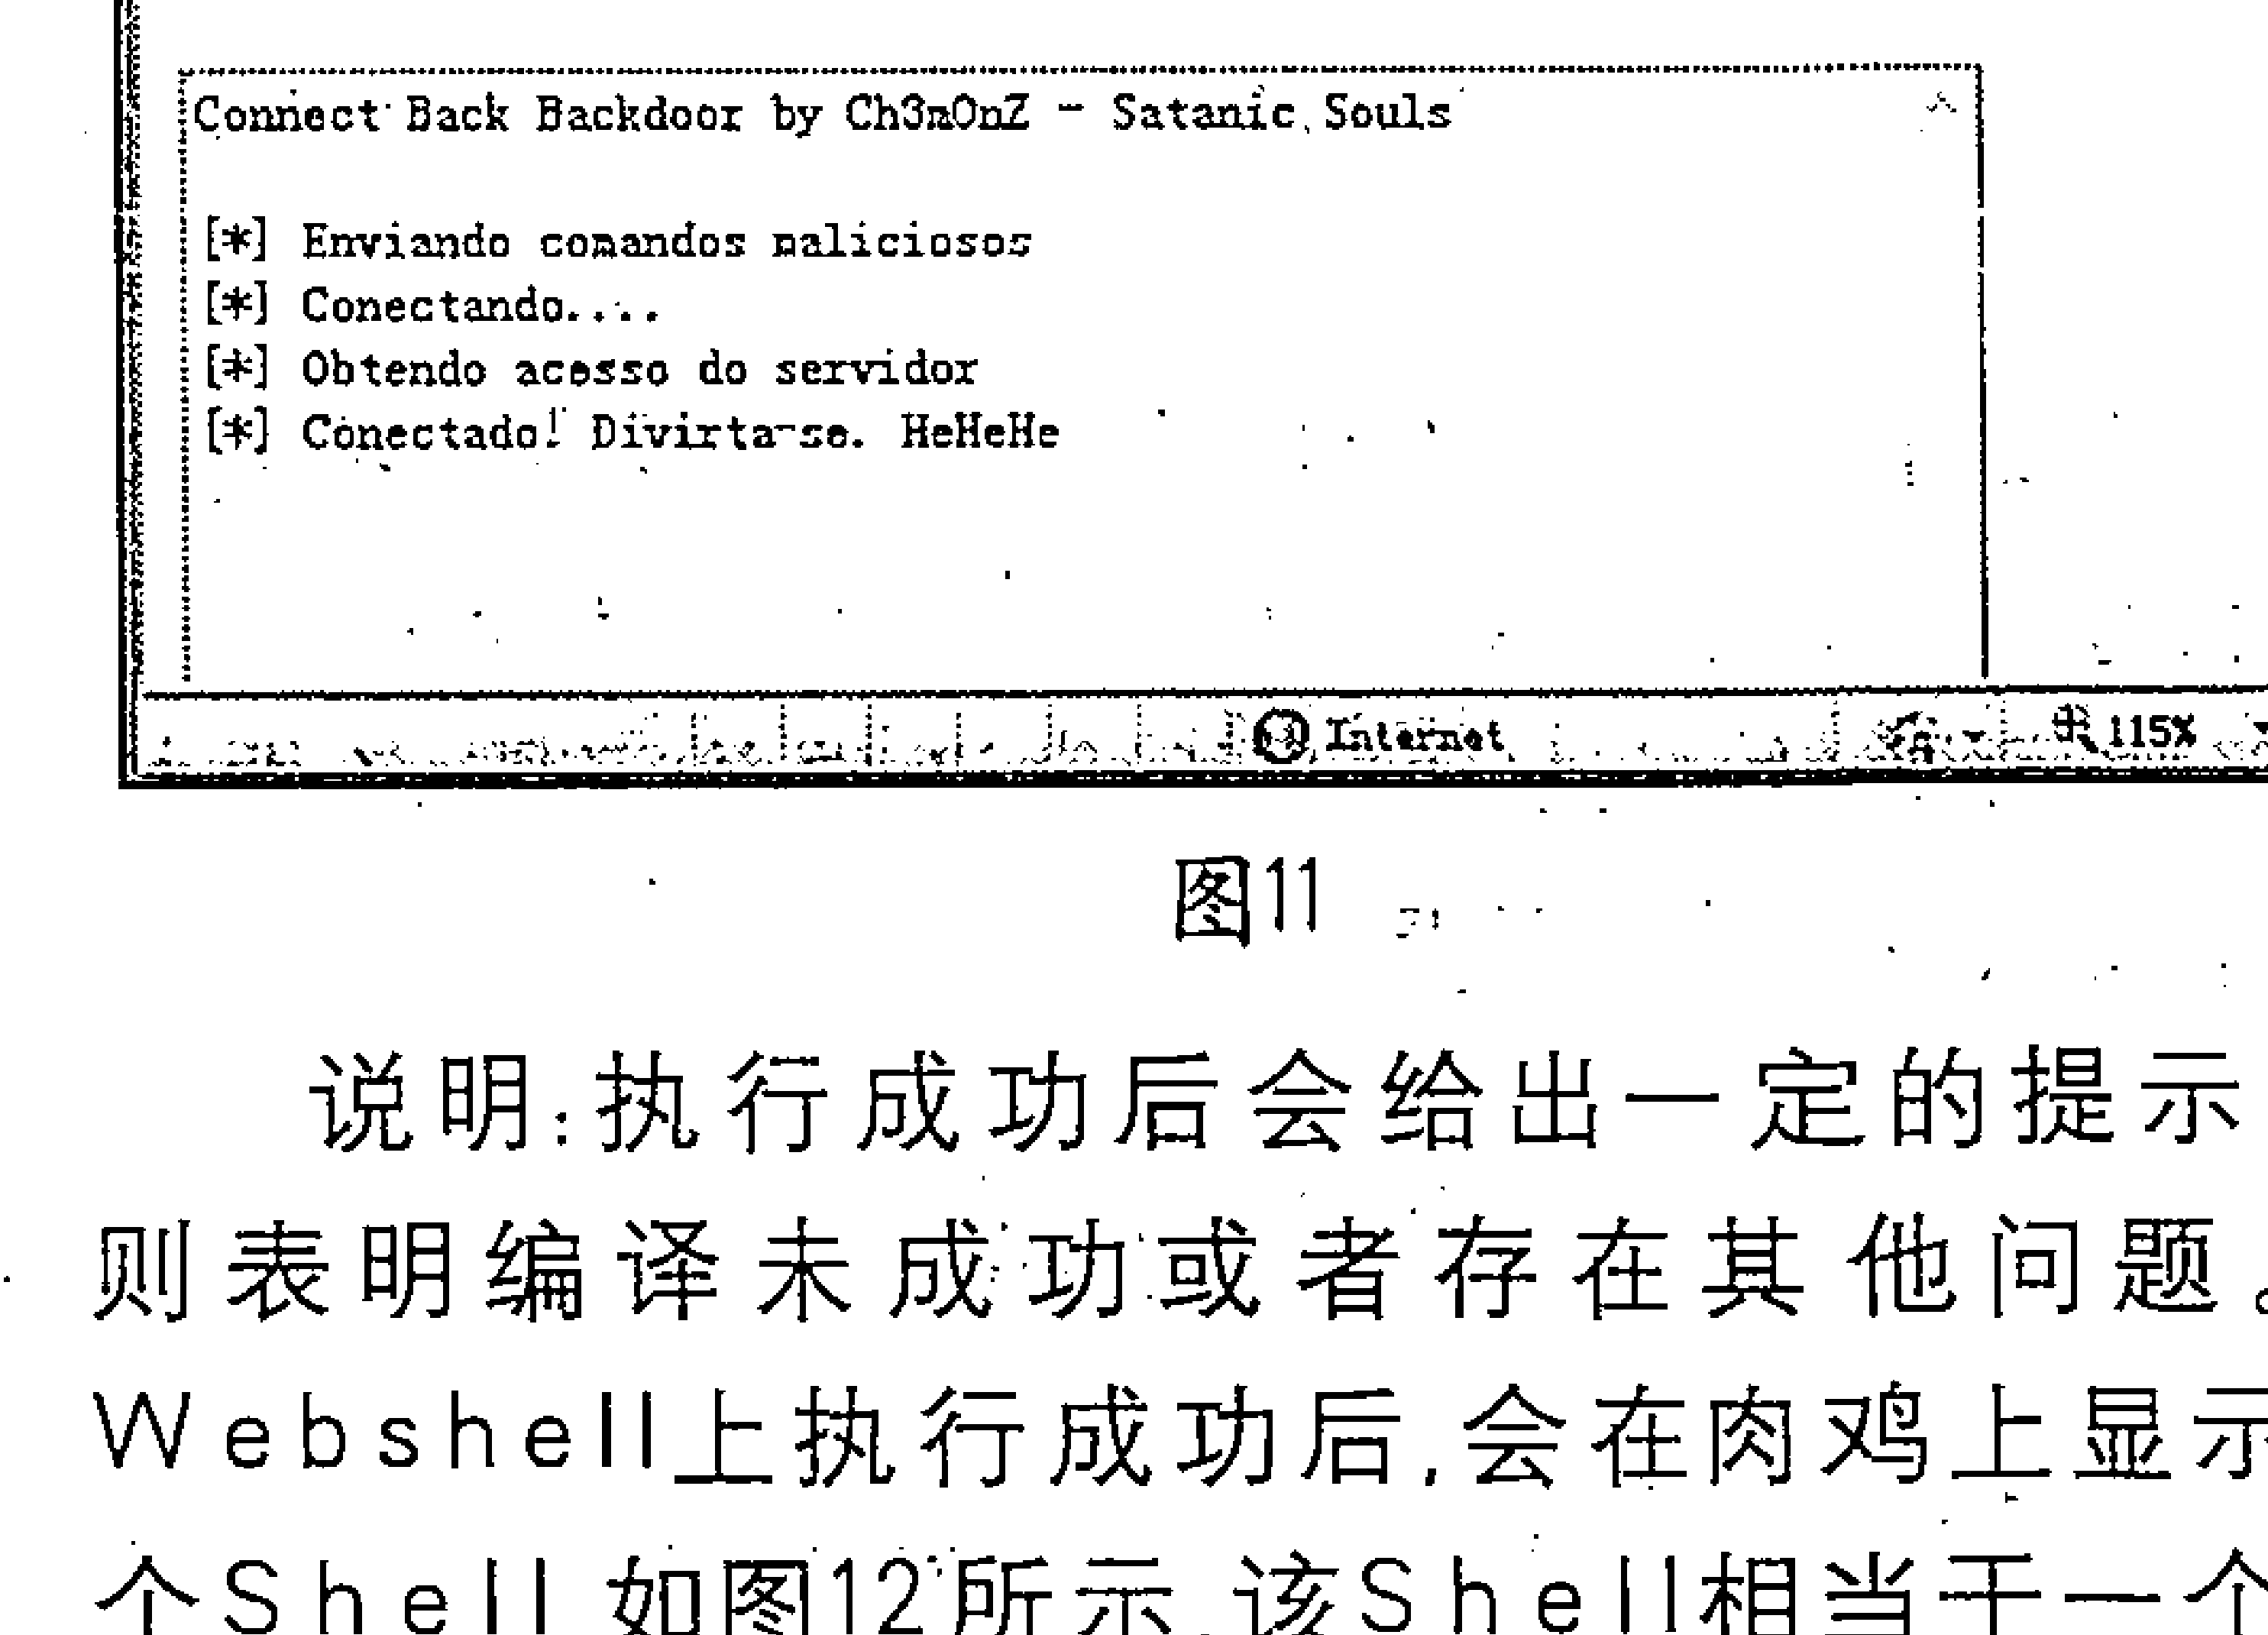 Connect Back Backdoor by Ch3mOnZ - Satanic Souls
[*] Enviando comandos maliciosos
[*] Conectando....
[*] Obtendo acesso do servidor
[*] Conectado! Divirta-se. HeHeHe
Internet
115%
图11
说明:执行成功后会给出一定的提示
则表明编译未成功或者存在其他问题。
Webshell上执行成功后,会在肉鸡上显示
个Shell 如图12所示,该Shell相当于一个